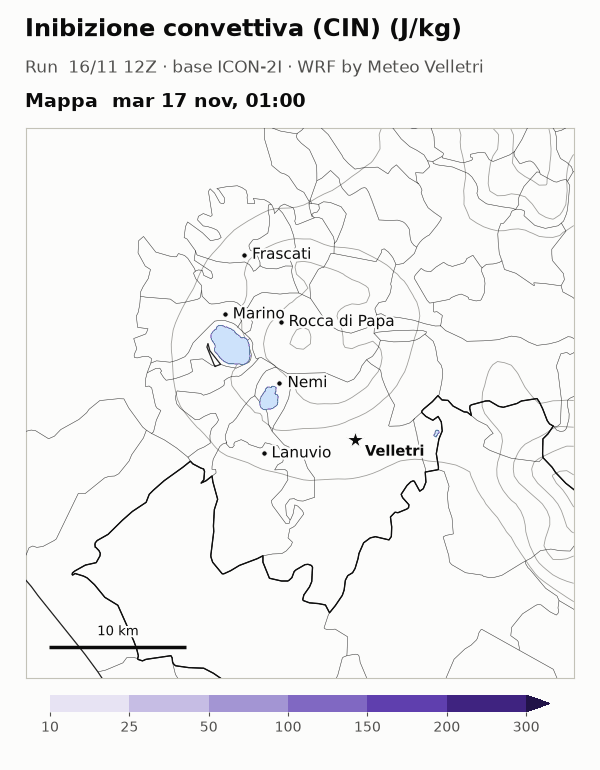 Inibizione convettiva (CIN) (J/kg)
Run 16/11 12Z · base ICON-2I · WRF by Meteo Velletri
Mappa mar 17 nov, 01:00
Frascati
Marino
Rocca di Papa
Nemi
Velletri
Lanuvio
10 km
10 25 50 100 150 200 300